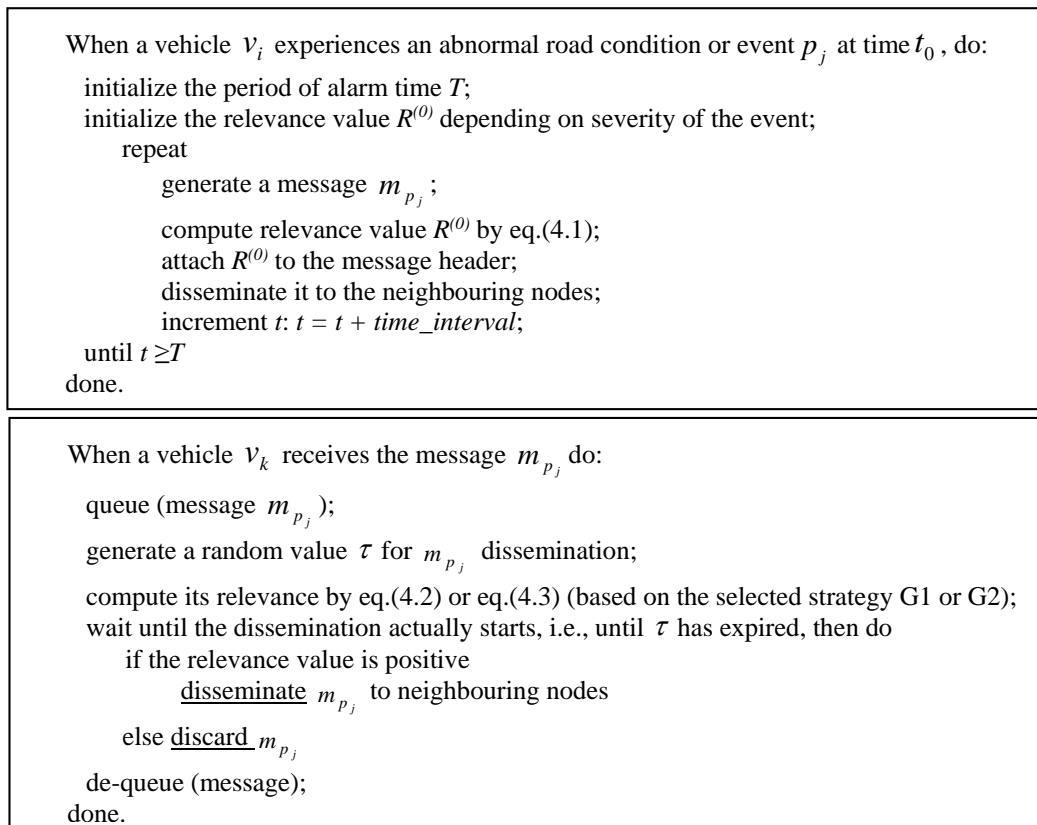 When a vehicle v_i experiences an abnormal road condition or event p_j at time t_0 , do:
initialize the period of alarm time T;
initialize the relevance value R^(0) depending on severity of the event;
repeat
generate a message m_{p_j} ;
compute relevance value R^(0) by eq.(4.1);
attach R^(0) to the message header;
disseminate it to the neighbouring nodes;
increment t: t = t + time_interval;
until t ≥T
done.
When a vehicle v_k receives the message m_{p_j} do:
queue (message m_{p_j} );
generate a random value τ for m_{p_j} dissemination;
compute its relevance by eq.(4.2) or eq.(4.3) (based on the selected strategy G1 or G2);
wait until the dissemination actually starts, i.e., until τ has expired, then do
if the relevance value is positive
disseminate m_{p_j} to neighbouring nodes
else discard m_{p_j}
de-queue (message);
done.